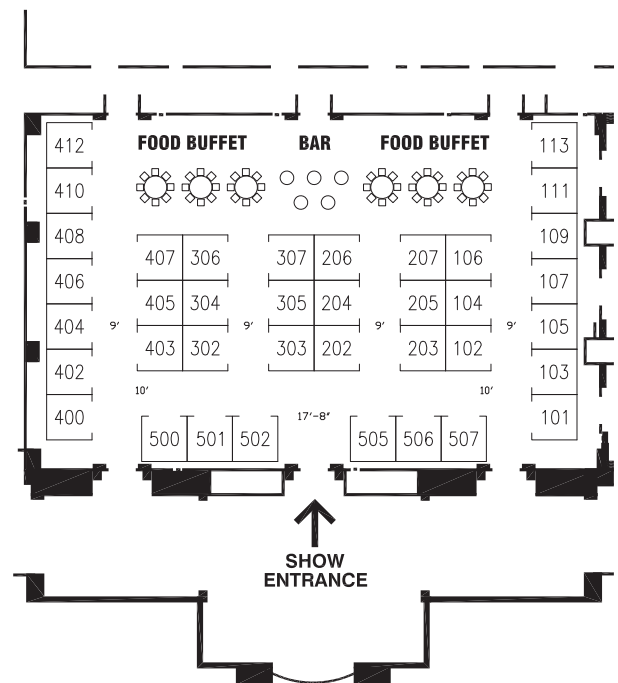 412 FOOD BUFFET BAR FOOD BUFFET 113
410 111
408 109
407 306 307 206 207 106
406 107
405 304 305 204 205 104
404 9' 9' 9' 9' 105
403 302 303 202 203 102
402 103
10' 10'
400 17'-8" 101
500 501 502 505 506 507
SHOW
ENTRANCE